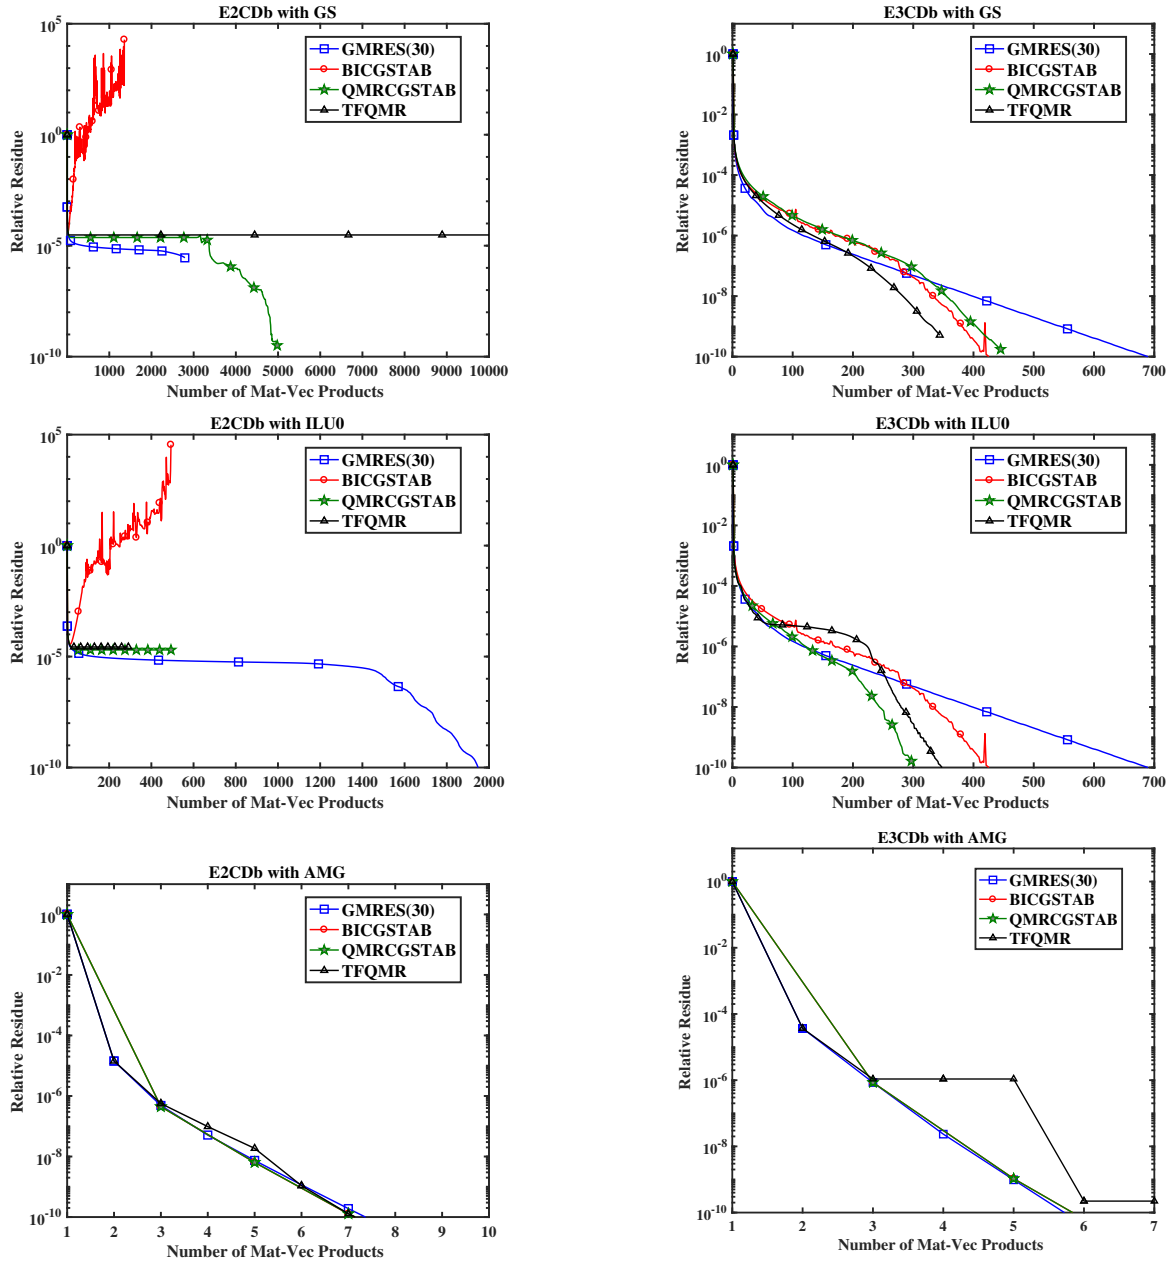 E2CDb with GS
10^5
10^0
10^-5
10^-10
Relative Residue
GMRES(30)
BICGSTAB
QMRCGSTAB
TFQMR
1000 2000 3000 4000 5000 6000 7000 8000 9000 10000
Number of Mat-Vec Products
E3CDb with GS
10^0
10^-2
10^-4
10^-6
10^-8
10^-10
Relative Residue
GMRES(30)
BICGSTAB
QMRCGSTAB
TFQMR
0 100 200 300 400 500 600 700
Number of Mat-Vec Products
E2CDb with ILU0
10^5
10^0
10^-5
10^-10
Relative Residue
GMRES(30)
BICGSTAB
QMRCGSTAB
TFQMR
200 400 600 800 1000 1200 1400 1600 1800 2000
Number of Mat-Vec Products
E3CDb with ILU0
10^0
10^-2
10^-4
10^-6
10^-8
10^-10
Relative Residue
GMRES(30)
BICGSTAB
QMRCGSTAB
TFQMR
0 100 200 300 400 500 600 700
Number of Mat-Vec Products
E2CDb with AMG
10^0
10^-2
10^-4
10^-6
10^-8
10^-10
Relative Residue
GMRES(30)
BICGSTAB
QMRCGSTAB
TFQMR
1 2 3 4 5 6 7 8 9 10
Number of Mat-Vec Products
E3CDb with AMG
10^0
10^-2
10^-4
10^-6
10^-8
10^-10
Relative Residue
GMRES(30)
BICGSTAB
QMRCGSTAB
TFQMR
1 2 3 4 5 6 7
Number of Mat-Vec Products